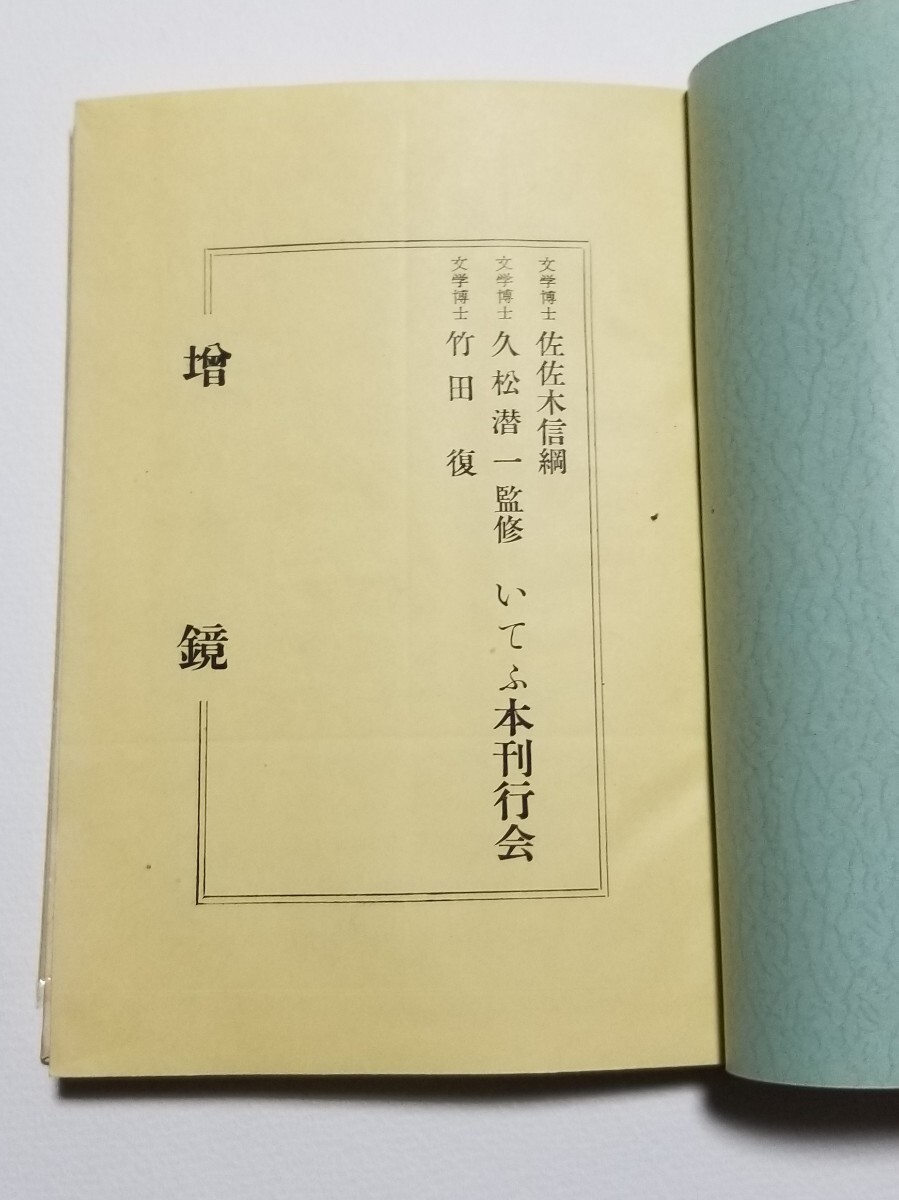 文学博士 佐佐木信綱
文学博士 久松潜一 監修 いてふ本刊行会
文学博士 竹田復
増鏡